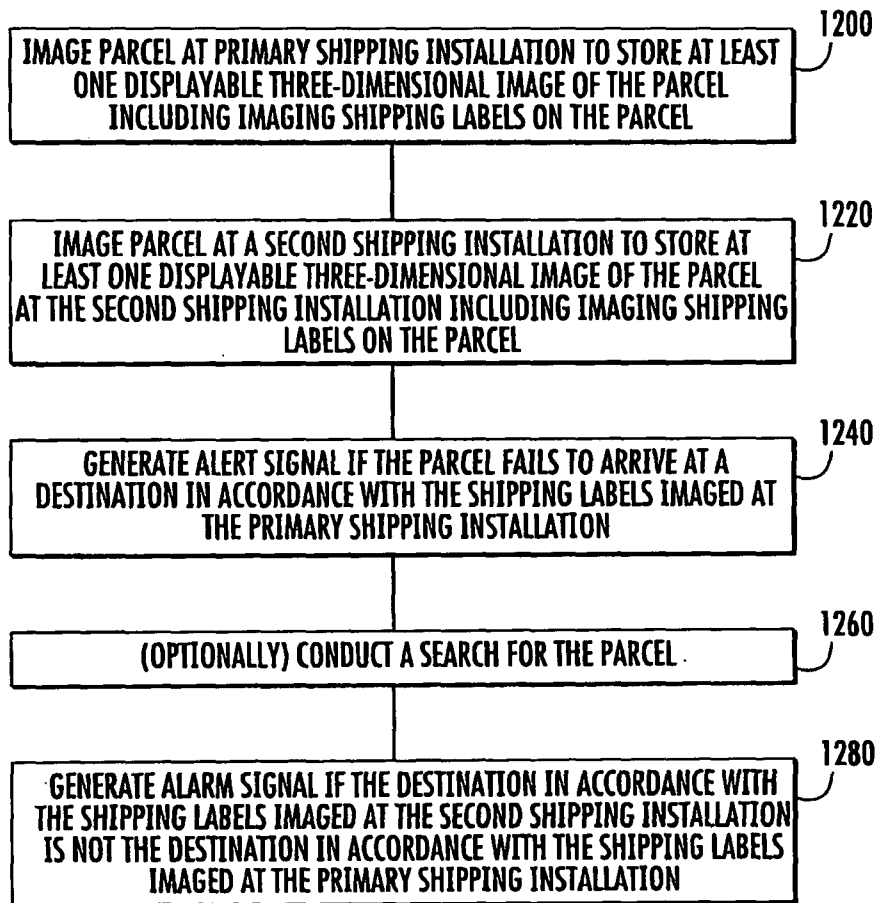 1200
IMAGE PARCEL AT PRIMARY SHIPPING INSTALLATION TO STORE AT LEAST
ONE DISPLAYABLE THREE-DIMENSIONAL IMAGE OF THE PARCEL
INCLUDING IMAGING SHIPPING LABELS ON THE PARCEL
1220
IMAGE PARCEL AT A SECOND SHIPPING INSTALLATION TO STORE AT
LEAST ONE DISPLAYABLE THREE-DIMENSIONAL IMAGE OF THE PARCEL
AT THE SECOND SHIPPING INSTALLATION INCLUDING IMAGING SHIPPING
LABELS ON THE PARCEL
1240
GENERATE ALERT SIGNAL IF THE PARCEL FAILS TO ARRIVE AT A
DESTINATION IN ACCORDANCE WITH THE SHIPPING LABELS IMAGED AT
THE PRIMARY SHIPPING INSTALLATION
1260
(OPTIONALLY) CONDUCT A SEARCH FOR THE PARCEL
1280
GENERATE ALARM SIGNAL IF THE DESTINATION IN ACCORDANCE WITH
THE SHIPPING LABELS IMAGED AT THE SECOND SHIPPING INSTALLATION
IS NOT THE DESTINATION IN ACCORDANCE WITH THE SHIPPING LABELS
IMAGED AT THE PRIMARY SHIPPING INSTALLATION